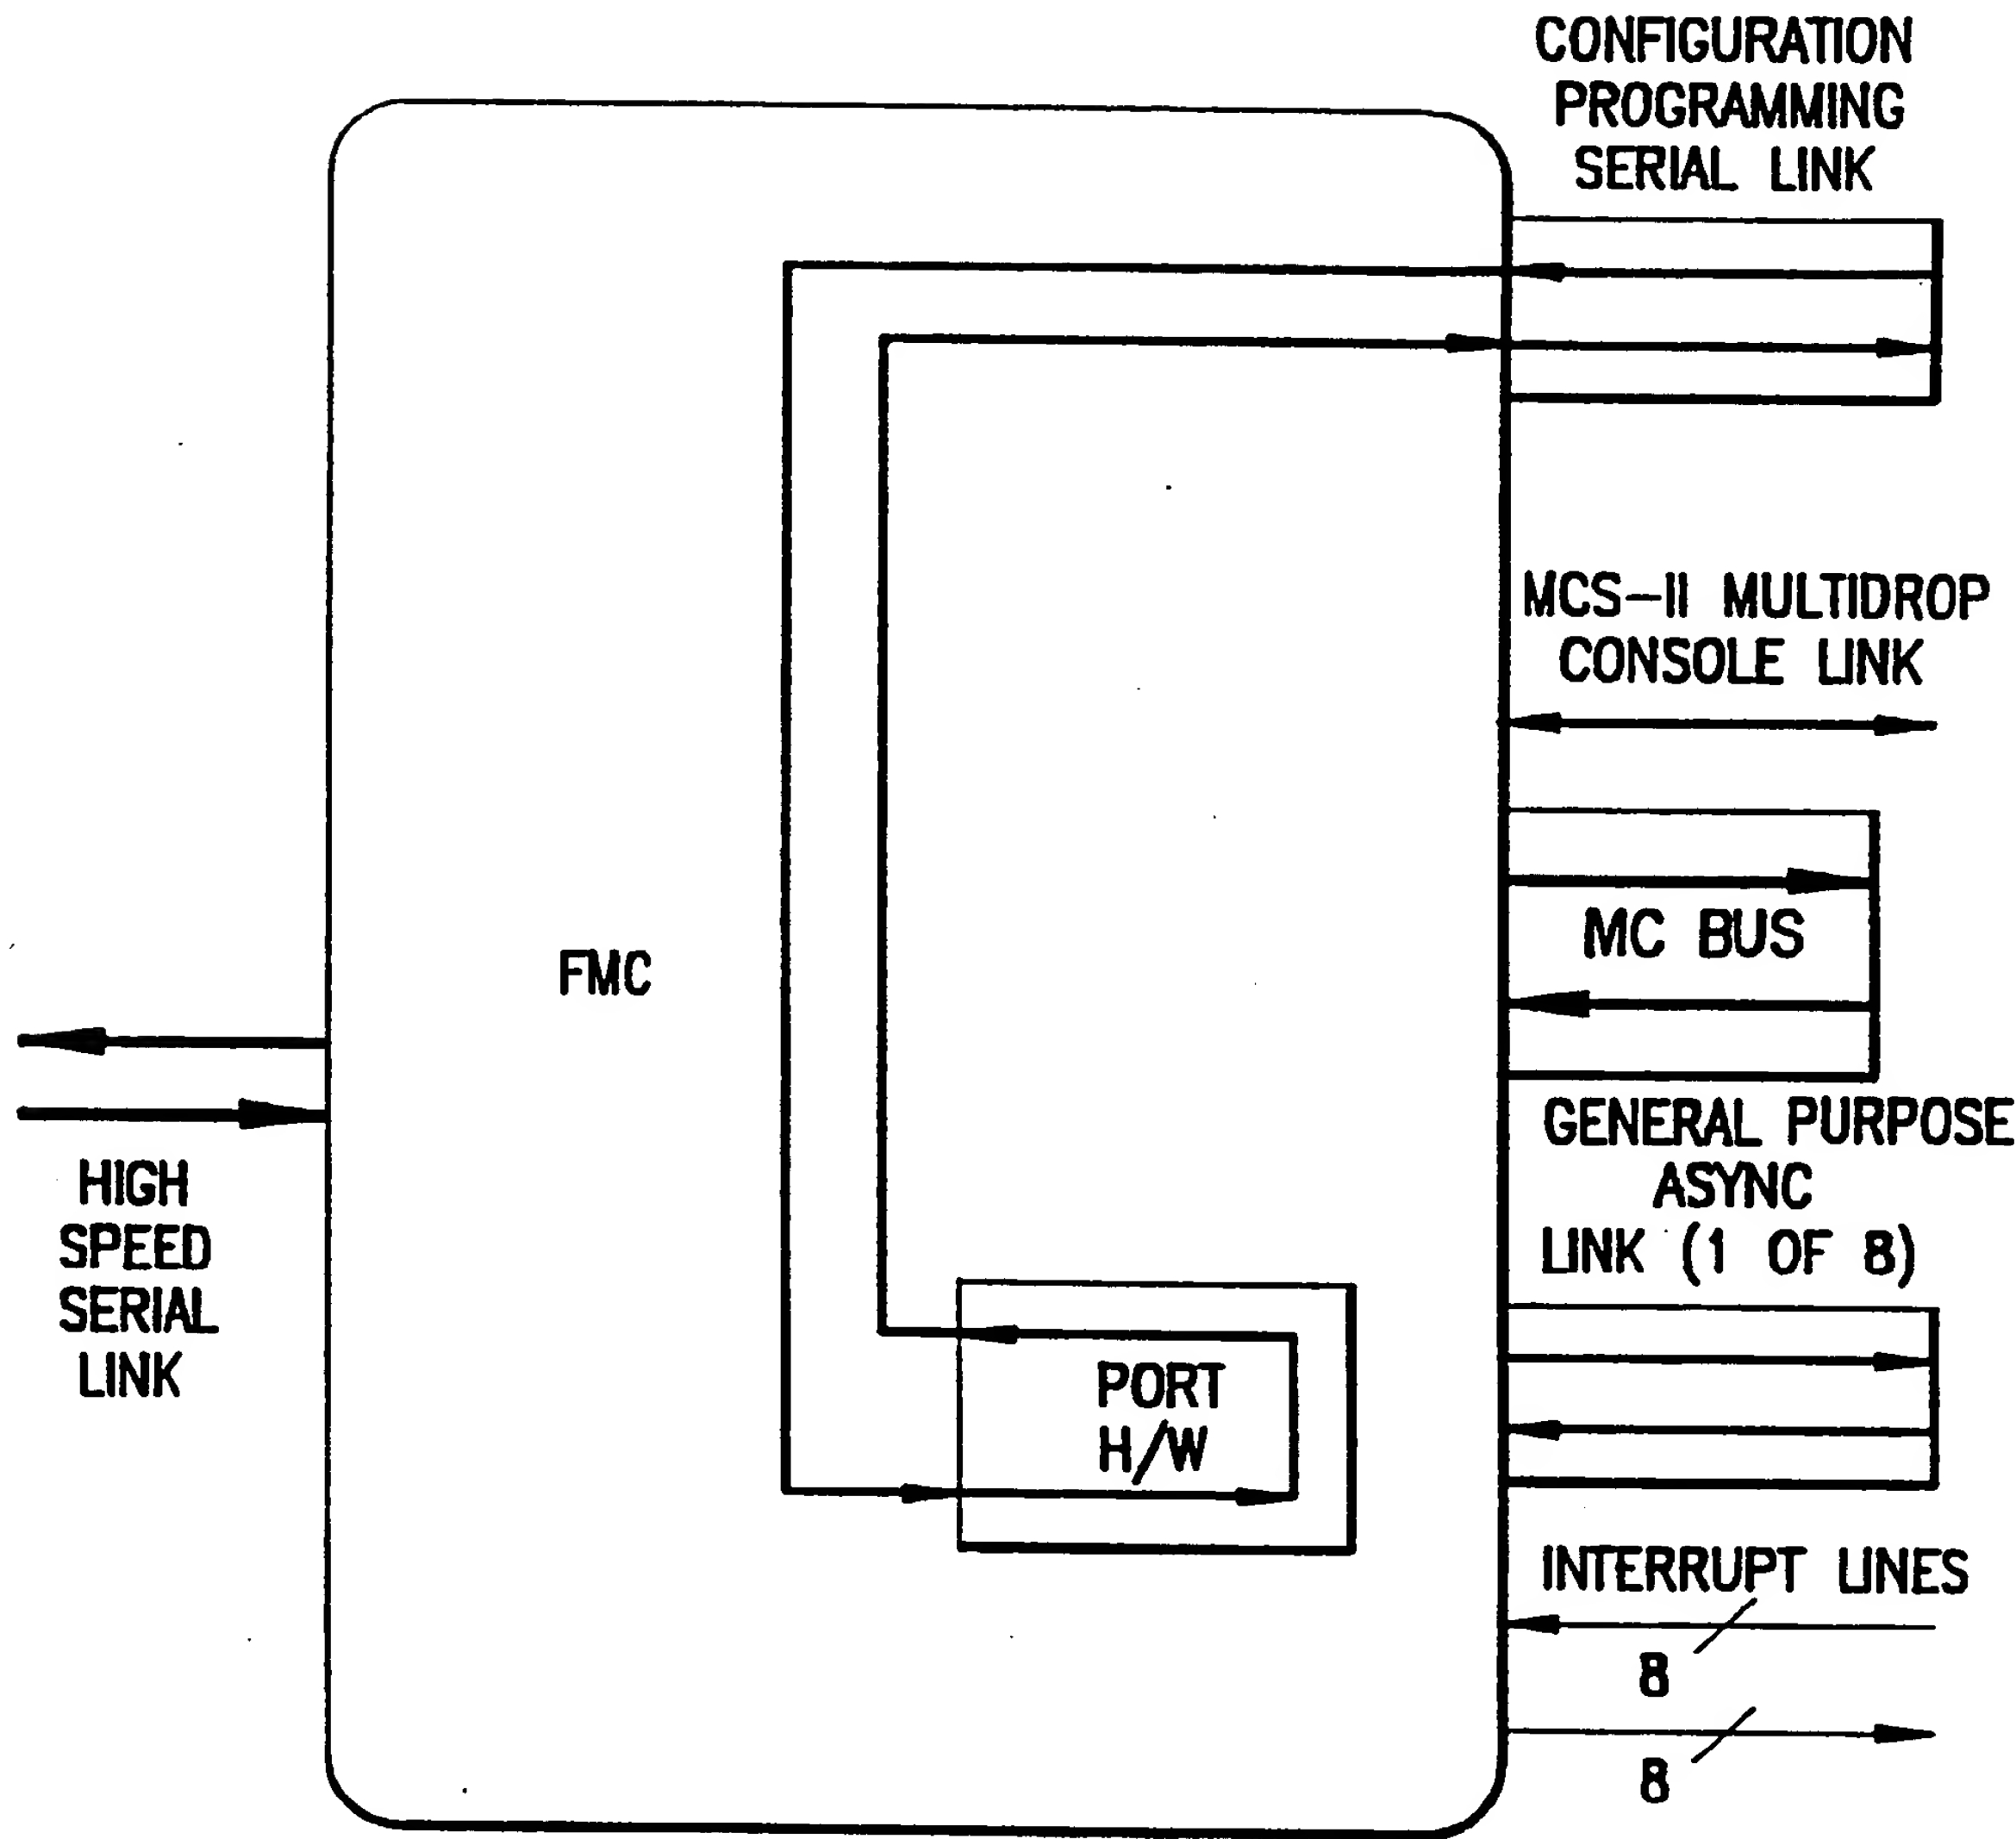 CONFIGURATION
PROGRAMMING
SERIAL LINK
MCS-II MULTIDROP
CONSOLE LINK
MC BUS
FMC
GENERAL PURPOSE
ASYNC
LINK (1 OF 8)
HIGH
SPEED
SERIAL
LINK
PORT
H/W
INTERRUPT LINES
8
8